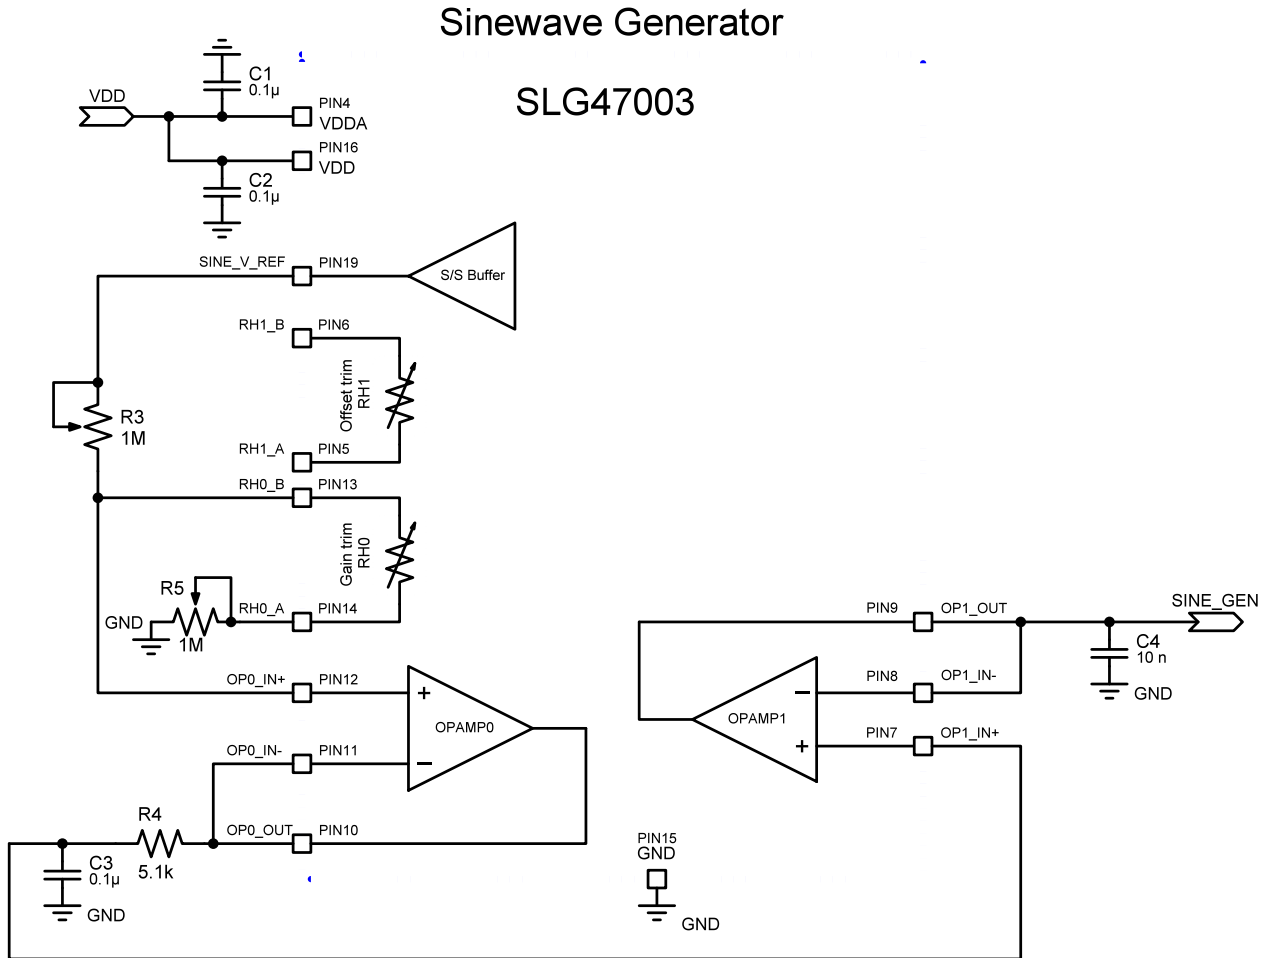 Sinewave Generator
SLG47003
C1
0.1µ
VDD
PIN4
VDDA
PIN16
VDD
C2
0.1µ
SINE_V_REF
PIN19
S/S Buffer
RH1_B
PIN6
Offset trim
RH1
R3
1M
RH1_A
PIN5
RH0_B
PIN13
Gain trim
RH0
R5
1M
GND
RH0_A
PIN14
OP0_IN+
PIN12
+
OPAMP0
OP0_IN-
PIN11
−
R4
5.1k
OP0_OUT
PIN10
C3
0.1µ
GND
PIN9
OP1_OUT
SINE_GEN
C4
10 n
GND
PIN8
OP1_IN-
−
OPAMP1
PIN7
OP1_IN+
+
PIN15
GND
GND